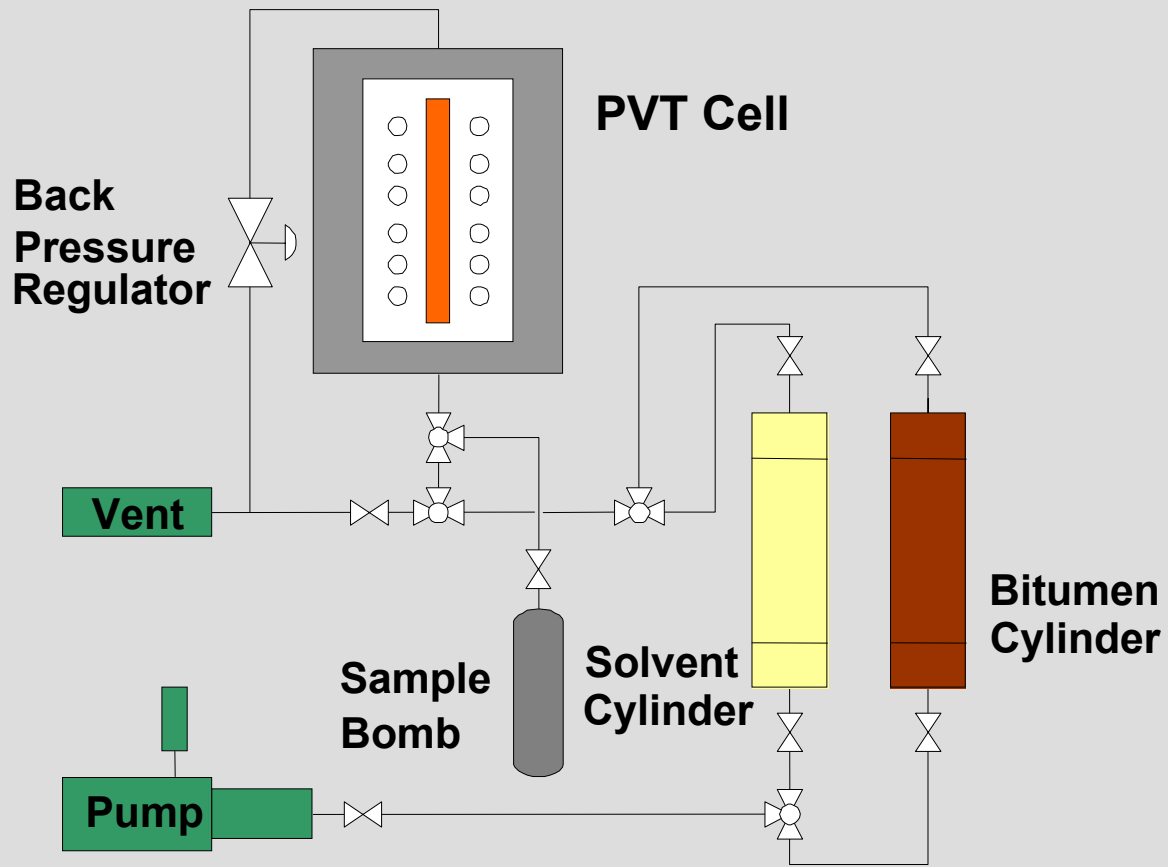 PVT Cell
Back
Pressure
Regulator
Vent
Bitumen
Cylinder
Solvent
Cylinder
Sample
Bomb
Pump